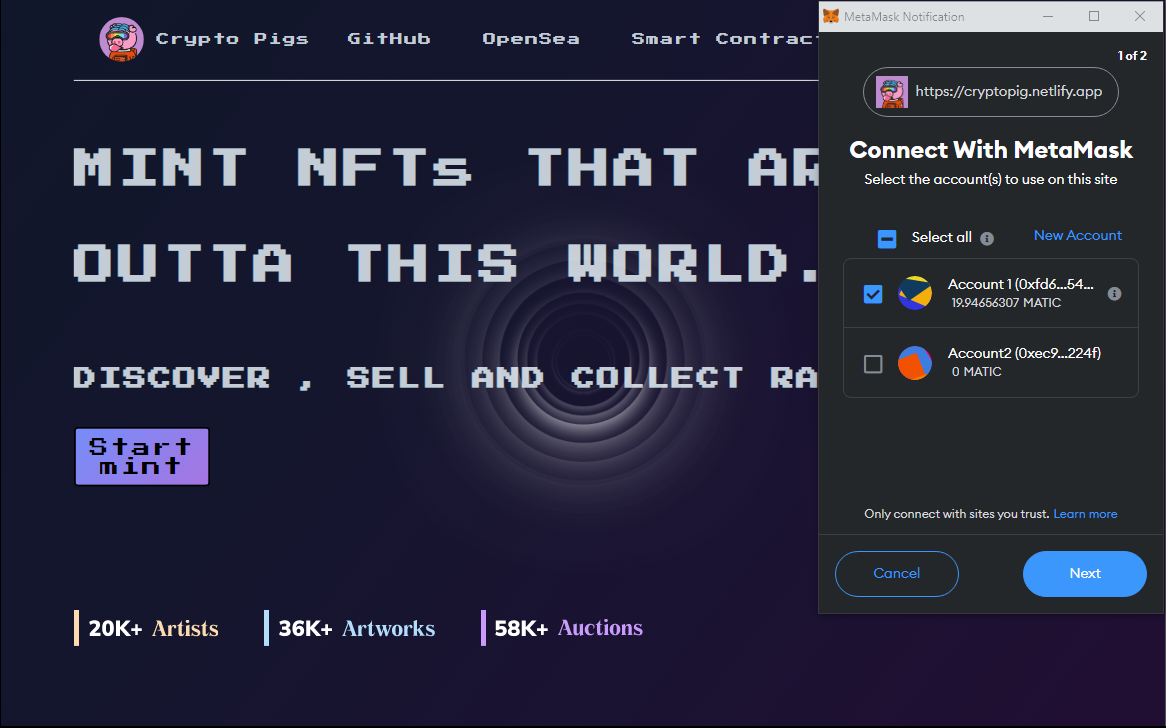 Crypto Pigs GitHub OpenSea Smart Contract
MINT NFTs THAT AR
OUTTA THIS WORLD.
DISCOVER , SELL AND COLLECT RA
Start
mint
20K+ Artists 36K+ Artworks 58K+ Auctions
MetaMask Notification
1 of 2
https://cryptopig.netlify.app
Connect With MetaMask
Select the account(s) to use on this site
Select all New Account
Account 1 (0xfd6...54...
19.94656307 MATIC
Account2 (0xec9...224f)
0 MATIC
Only connect with sites you trust. Learn more
Cancel Next